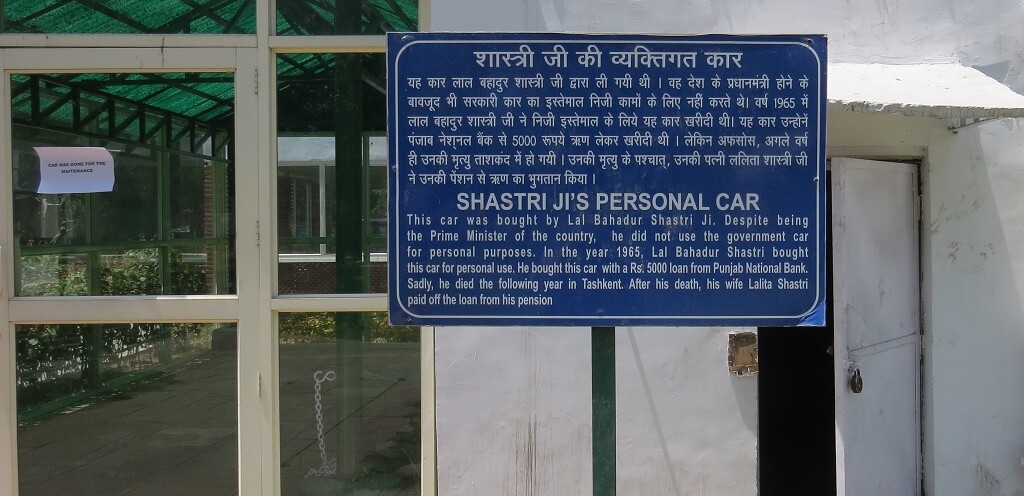 CAR HAS GONE FOR THE
MAITENANCE
शास्त्री जी की व्यक्तिगत कार
यह कार लाल बहादुर शास्त्री जी द्वारा ली गयी थी । वह देश के प्रधानमंत्री होने के
बावजूद भी सरकारी कार का इस्तेमाल निजी कामों के लिए नहीं करते थे। वर्ष 1965 में
लाल बहादुर शास्त्री जी ने निजी इस्तेमाल के लिये यह कार खरीदी थी। यह कार उन्होनें
पंजाब नेश्नल बैंक से 5000 रूपये ऋण लेकर खरीदी थी । लेकिन अफसोस, अगले वर्ष
ही उनकी मृत्यु ताशकंद में हो गयी । उनकी मृत्यु के पश्चात्, उनकी पत्नी ललिता शास्त्री जी
ने उनकी पेंशन से ऋण का भुगतान किया ।
SHASTRI JI'S PERSONAL CAR
This car was bought by Lal Bahadur Shastri Ji. Despite being
the Prime Minister of the country, he did not use the government car
for personal purposes. In the year 1965, Lal Bahadur Shastri bought
this car for personal use. He bought this car with a Rs. 5000 loan from Punjab National Bank.
Sadly, he died the following year in Tashkent. After his death, his wife Lalita Shastri
paid off the loan from his pension